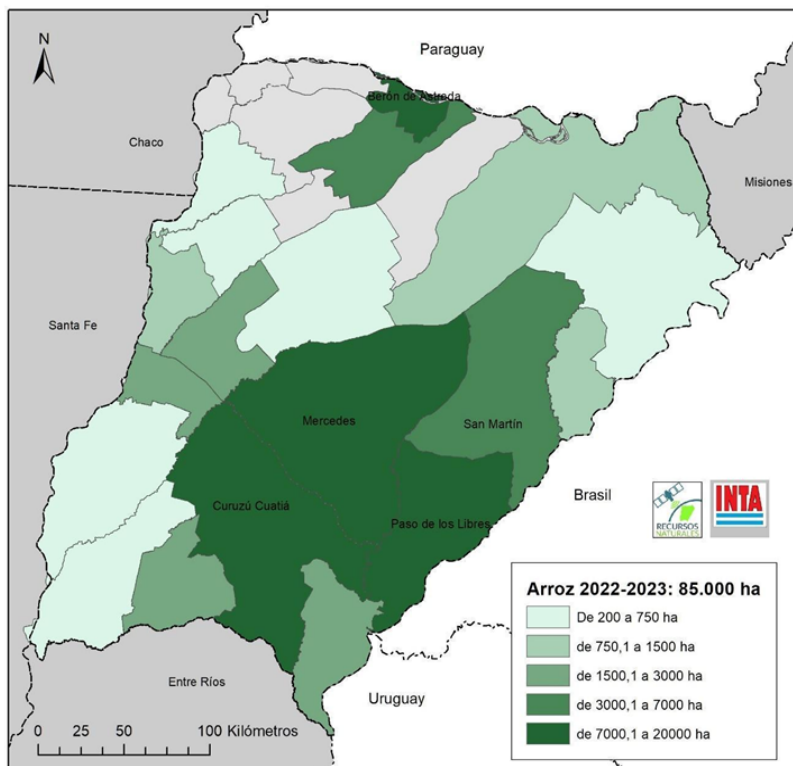 N
Paraguay
Berón de Astrada
Chaco
Misiones
Santa Fe
Mercedes
San Martín
Curuzú Cuatiá
Paso de los Libres
Brasil
RECURSOS
NATURALES
INTA
Entre Ríos
Uruguay
0 25 50 100 Kilómetros
Arroz 2022-2023: 85.000 ha
De 200 a 750 ha
de 750,1 a 1500 ha
de 1500,1 a 3000 ha
de 3000,1 a 7000 ha
de 7000,1 a 20000 ha